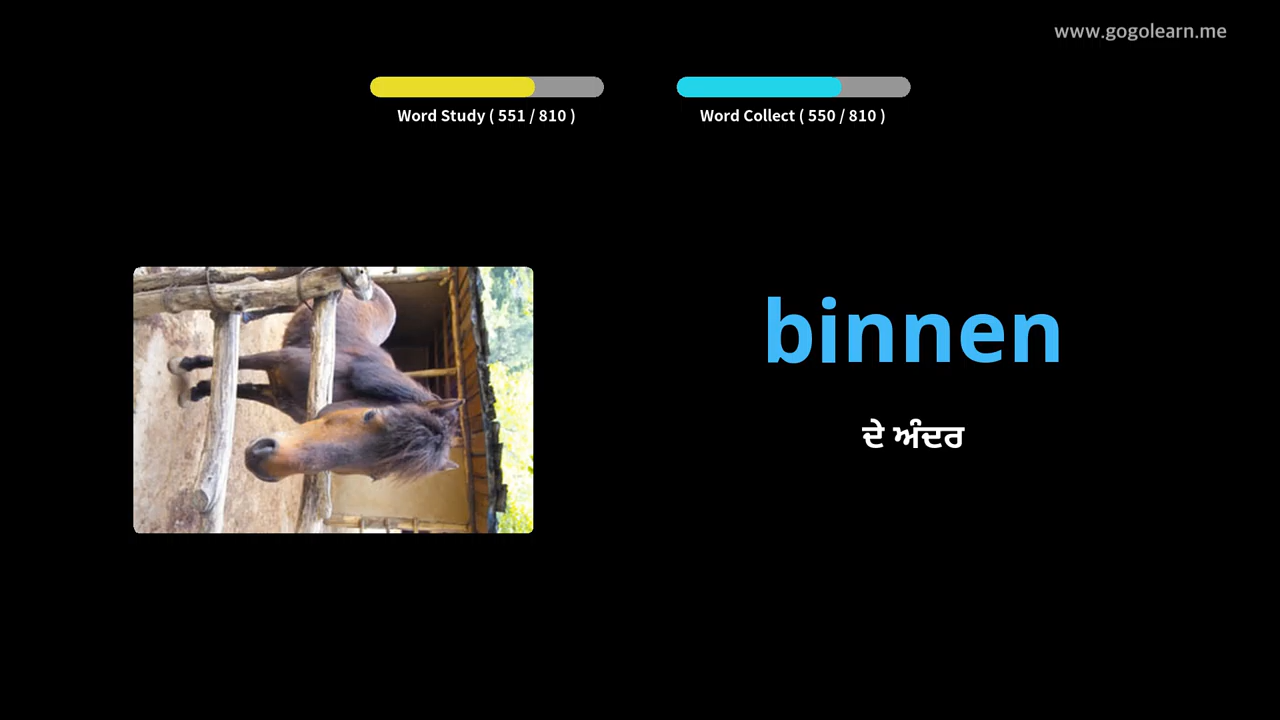 www.gogolearn.me
Word Study ( 551 / 810 )
Word Collect ( 550 / 810 )
binnen
ਦੇ ਅੰਦਰ